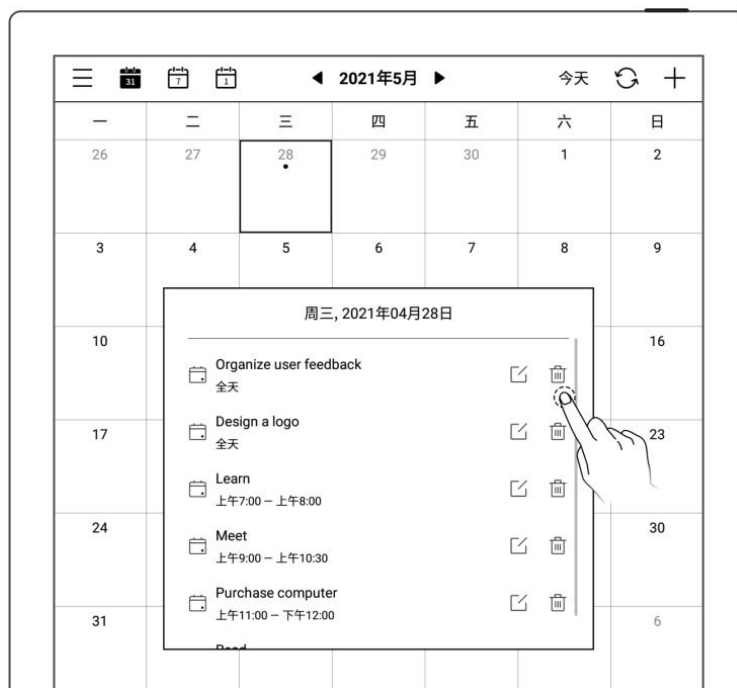 31 7 1 2021年5月 今天
一 二 三 四 五 六 日
26 27 28 29 30 1 2
3 4 5 6 7 8 9
周三, 2021年04月28日
10 16
Organize user feedback
全天
17 Design a logo 23
全天
Learn
上午7:00 – 上午8:00
24 30
Meet
上午9:00 – 上午10:30
Purchase computer
上午11:00 – 下午12:00
31 6
Read